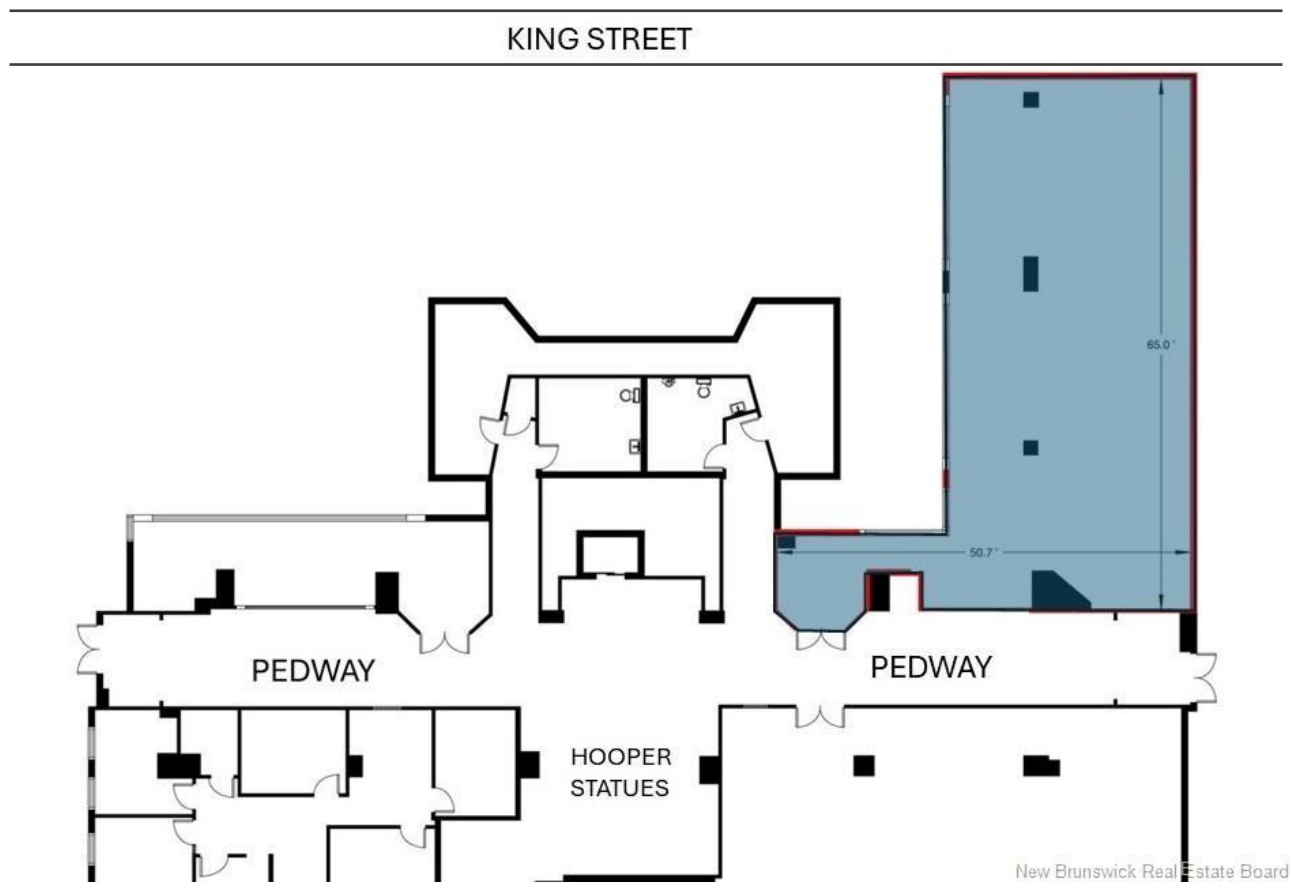 KING STREET
65.0 '
50.7 '
PEDWAY
PEDWAY
HOOPER
STATUES
New Brunswick Real Estate Board